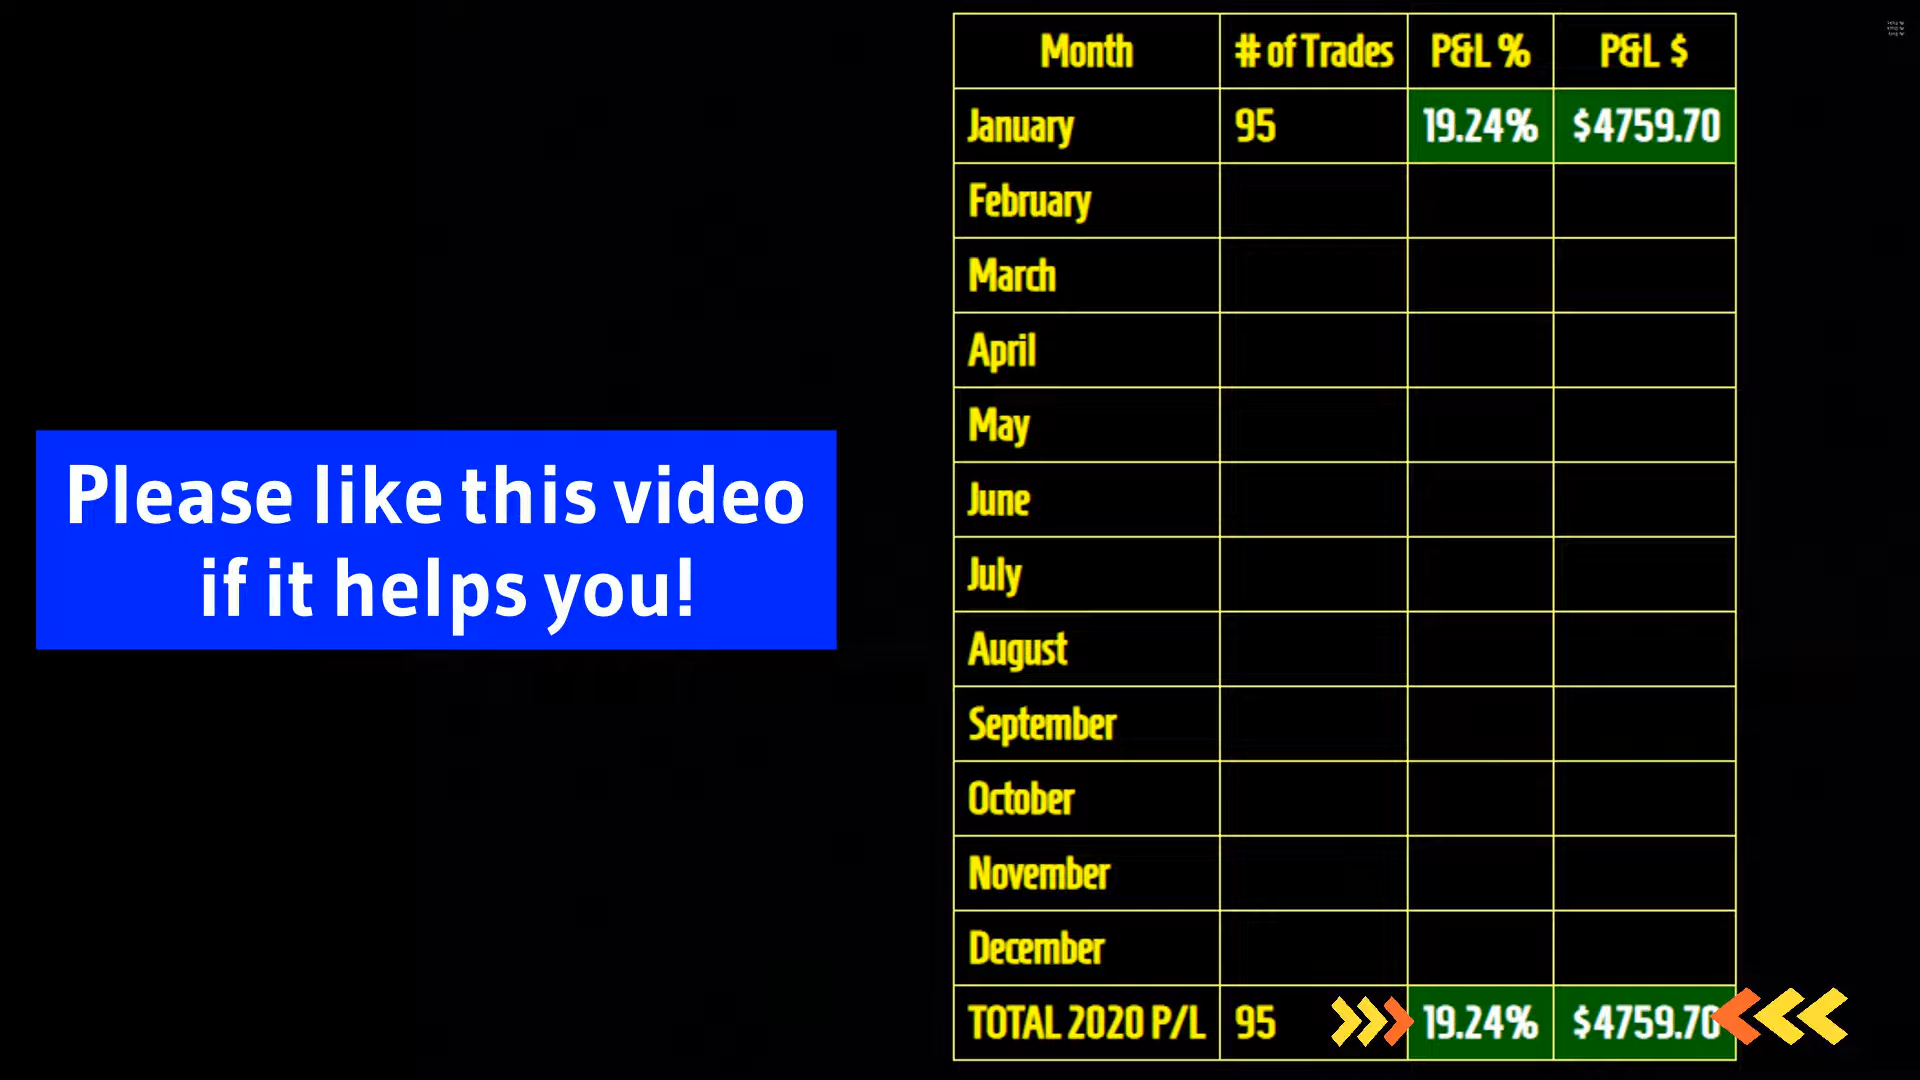 Please like this video
if it helps you!
Month # of Trades P&L % P&L $
January 95 19.24% $4759.70
February
March
April
May
June
July
August
September
October
November
December
TOTAL 2020 P/L 95 19.24% $4759.70